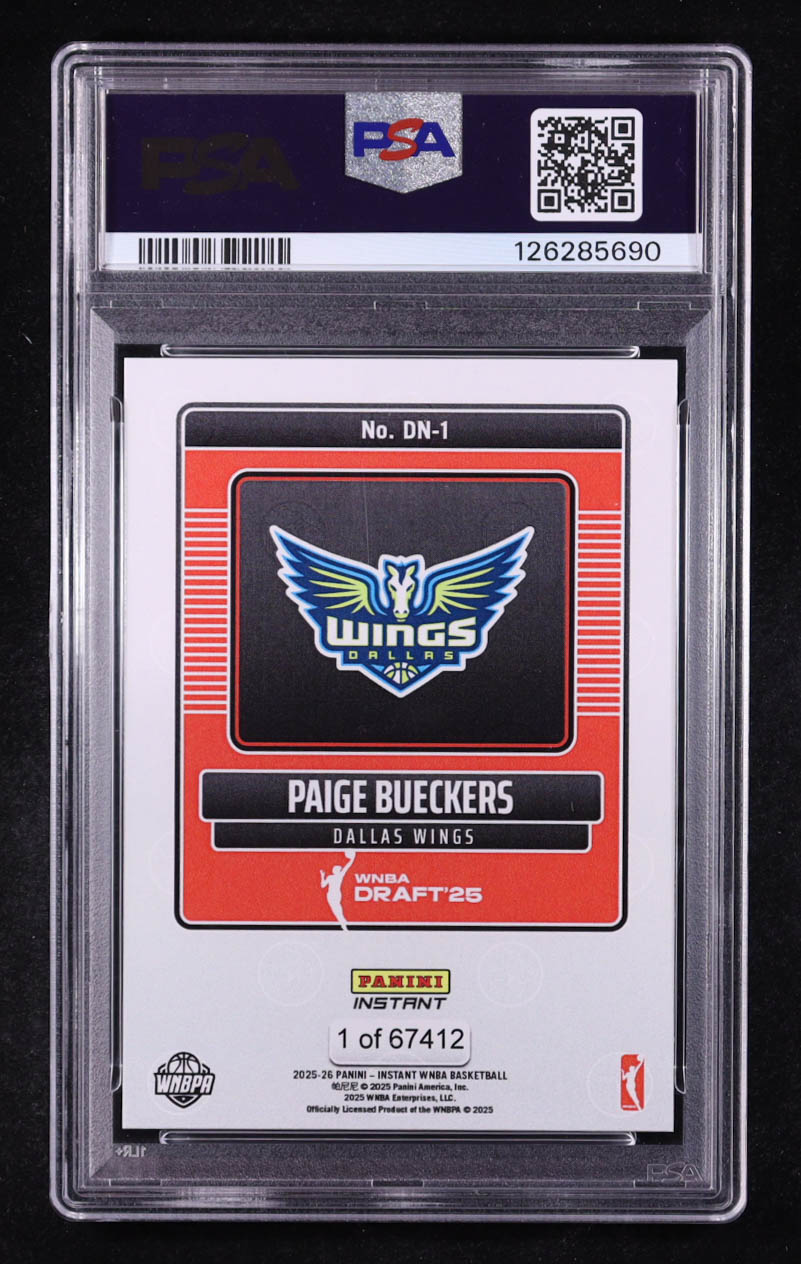 PSA
PSA
126285690
No. DN-1
WINGS
DALLAS
PAIGE BUECKERS
DALLAS WINGS
WNBA
DRAFT'25
PANINI
INSTANT
1 of 67412
2025-26 PANINI – INSTANT WNBA BASKETBALL
帕尼尼 © 2025 Panini America, Inc.
2025 WNBA Enterprises, LLC.
Officially Licensed Product of the WNBPA © 2025
WNBPA
PSA